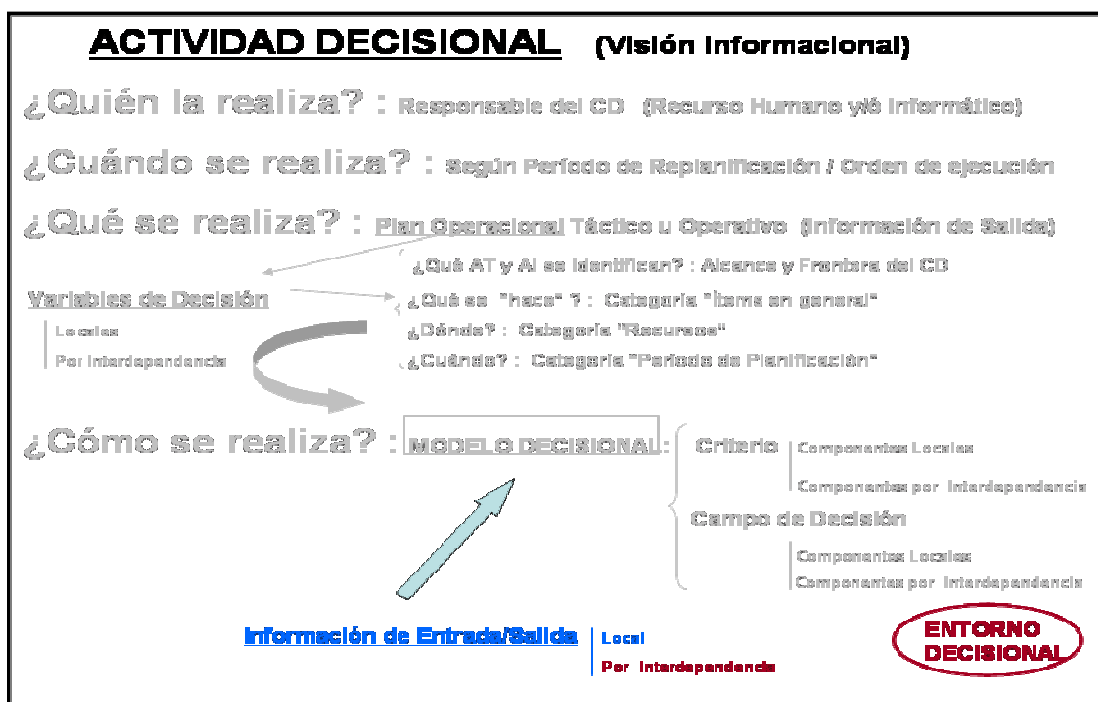 ACTIVIDAD DECISIONAL (Visión Informacional)
¿Quién la realiza? : Responsable del CD (Recurso Humano y/ó Informático)
¿Cuándo se realiza? : Según Período de Replanificación / Orden de ejecución
¿Qué se realiza? : Plan Operacional Táctico u Operativo (Información de Salida)
¿Qué AT y AI se identifican? : Alcance y Frontera del CD
Variables de Decisión
¿Qué se "hace" ? : Categoría "Ítems en general"
Locales
¿Dónde? : Categoría "Recursos"
Por Interdependencia
¿Cuándo? : Categoría "Período de Planificación"
¿Cómo se realiza? : MODELO DECISIONAL:
Criterio
Componentes Locales
Componentes por Interdependencia
Campo de Decisión
Componentes Locales
Componentes por Interdependencia
Información de Entrada/Salida
Local
Por Interdependencia
ENTORNO
DECISIONAL